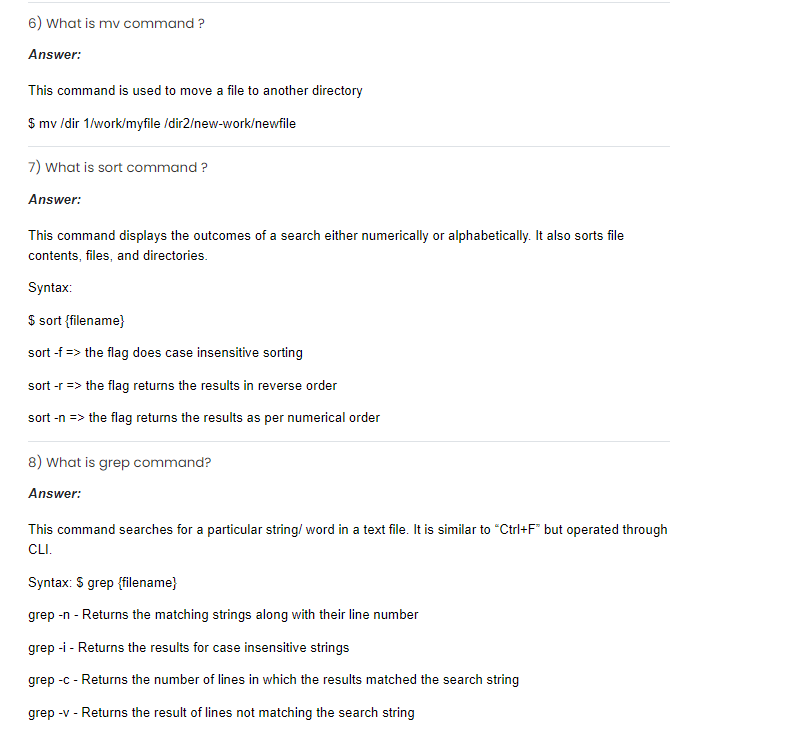 6) What is mv command ?
Answer:
This command is used to move a file to another directory
$ mv /dir 1/work/myfile /dir2/new-work/newfile
7) What is sort command ?
Answer:
This command displays the outcomes of a search either numerically or alphabetically. It also sorts file
contents, files, and directories.
Syntax:
$ sort {filename}
sort -f => the flag does case insensitive sorting
sort -r => the flag returns the results in reverse order
sort -n => the flag returns the results as per numerical order
8) What is grep command?
Answer:
This command searches for a particular string/ word in a text file. It is similar to “Ctrl+F” but operated through
CLI.
Syntax: $ grep {filename}
grep -n - Returns the matching strings along with their line number
grep -i - Returns the results for case insensitive strings
grep -c - Returns the number of lines in which the results matched the search string
grep -v - Returns the result of lines not matching the search string